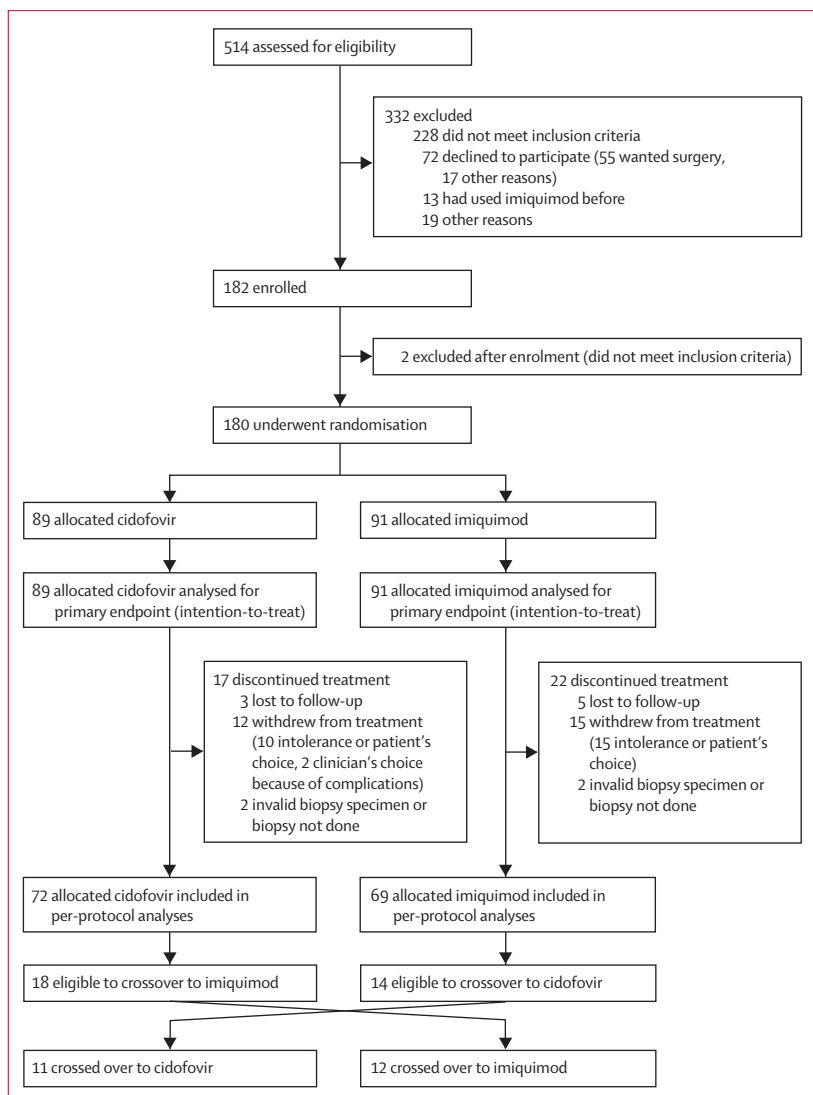 514 assessed for eligibility
332 excluded
228 did not meet inclusion criteria
72 declined to participate (55 wanted surgery,
17 other reasons)
13 had used imiquimod before
19 other reasons
182 enrolled
2 excluded after enrolment (did not meet inclusion criteria)
180 underwent randomisation
89 allocated cidofovir
91 allocated imiquimod
89 allocated cidofovir analysed for
primary endpoint (intention-to-treat)
91 allocated imiquimod analysed for
primary endpoint (intention-to-treat)
17 discontinued treatment
3 lost to follow-up
12 withdrew from treatment
(10 intolerance or patient's
choice, 2 clinician's choice
because of complications)
2 invalid biopsy specimen or
biopsy not done
22 discontinued treatment
5 lost to follow-up
15 withdrew from treatment
(15 intolerance or patient's
choice)
2 invalid biopsy specimen or
biopsy not done
72 allocated cidofovir included in
per-protocol analyses
69 allocated imiquimod included in
per-protocol analyses
18 eligible to crossover to imiquimod
14 eligible to crossover to cidofovir
11 crossed over to cidofovir
12 crossed over to imiquimod